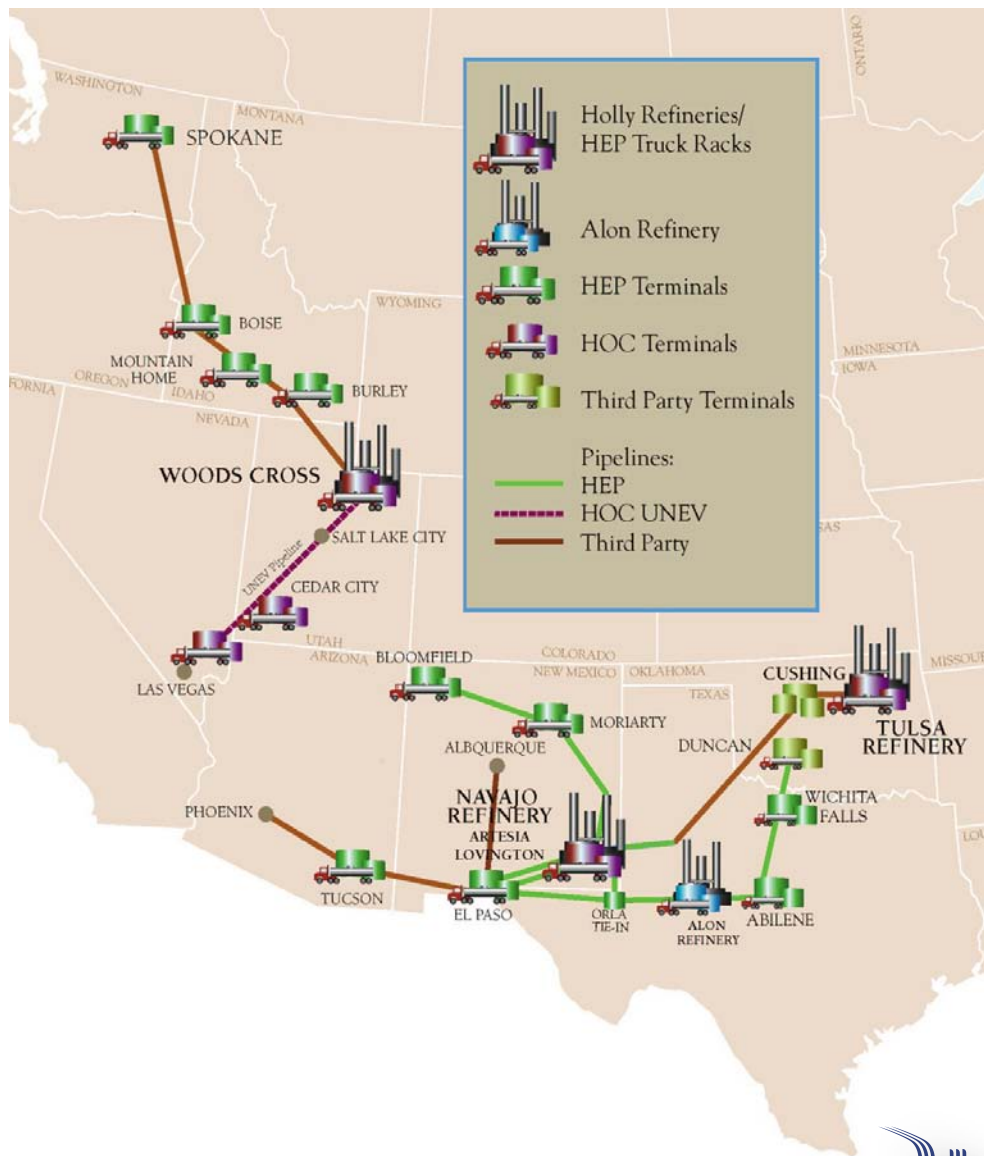 WASHINGTON
MONTANA
ONTARIO
SPOKANE
Holly Refineries/
HEP Truck Racks
Alon Refinery
HEP Terminals
HOC Terminals
Third Party Terminals
Pipelines:
HEP
HOC UNEV
Third Party
WYOMING
BOISE
MOUNTAIN
HOME
BURLEY
OREGON
IDAHO
NEVADA
MINNESOTA
IOWA
WOODS CROSS
SALT LAKE CITY
UNEV Pipeline
CEDAR CITY
UTAH
ARIZONA
LAS VEGAS
COLORADO
NEW MEXICO
OKLAHOMA
TEXAS
BLOOMFIELD
MORIARTY
ALBQUERQUE
CUSHING
TULSA
REFINERY
DUNCAN
WICHITA
FALLS
NAVAJO
REFINERY
ARTESIA
LOVINGTON
PHOENIX
TUCSON
EL PASO
ORLA
TIE-IN
ALON
REFINERY
ABILENE